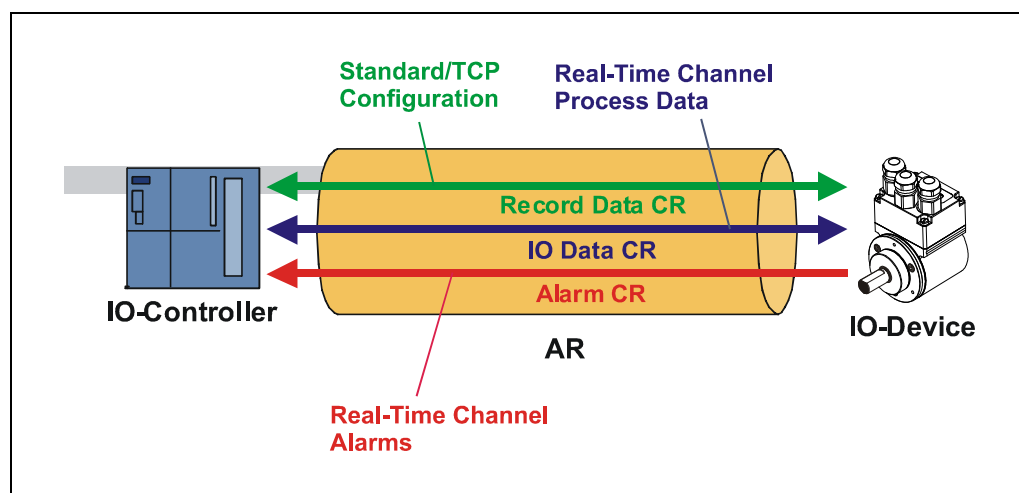 Standard/TCP
Configuration
Real-Time Channel
Process Data
Record Data CR
IO Data CR
Alarm CR
IO-Controller
IO-Device
AR
Real-Time Channel
Alarms